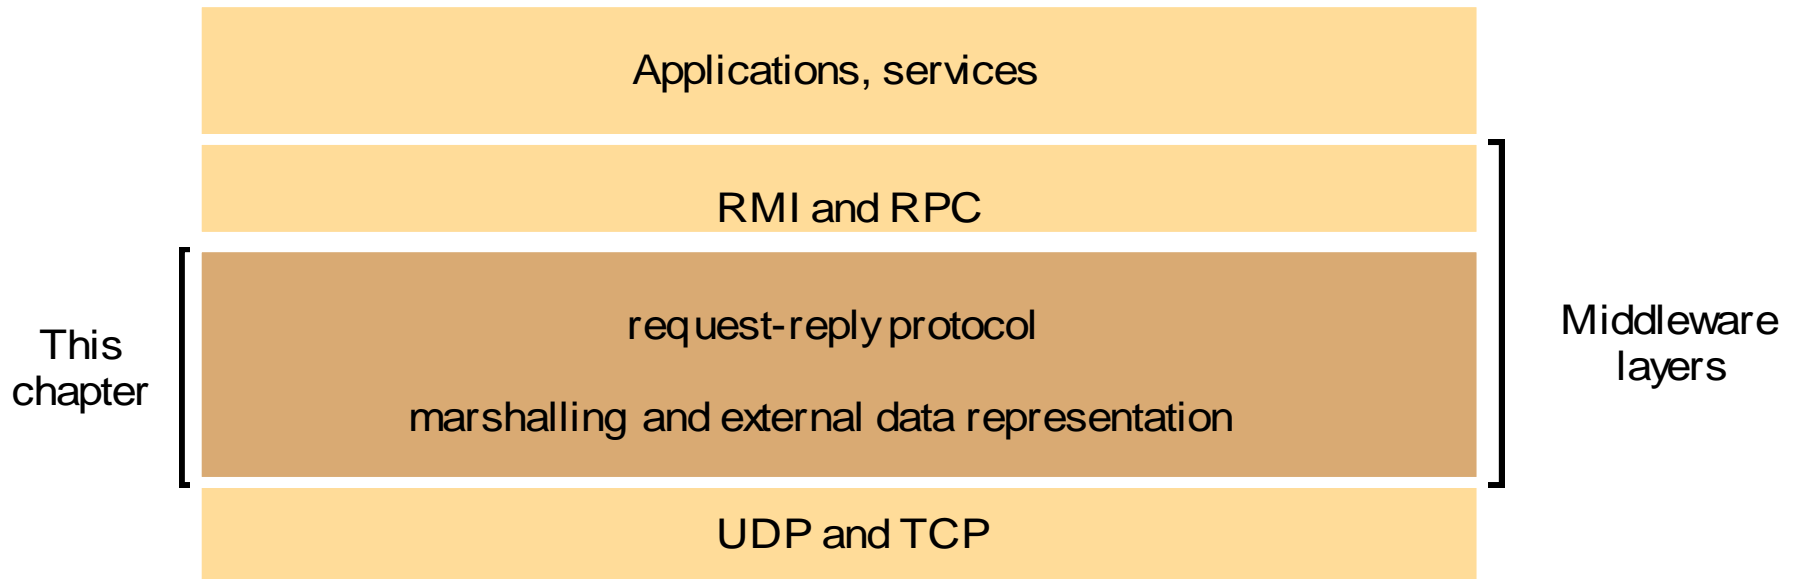 Applications, services
RMI and RPC
request-reply protocol
marshalling and external data representation
UDP and TCP
This
chapter
Middleware
layers